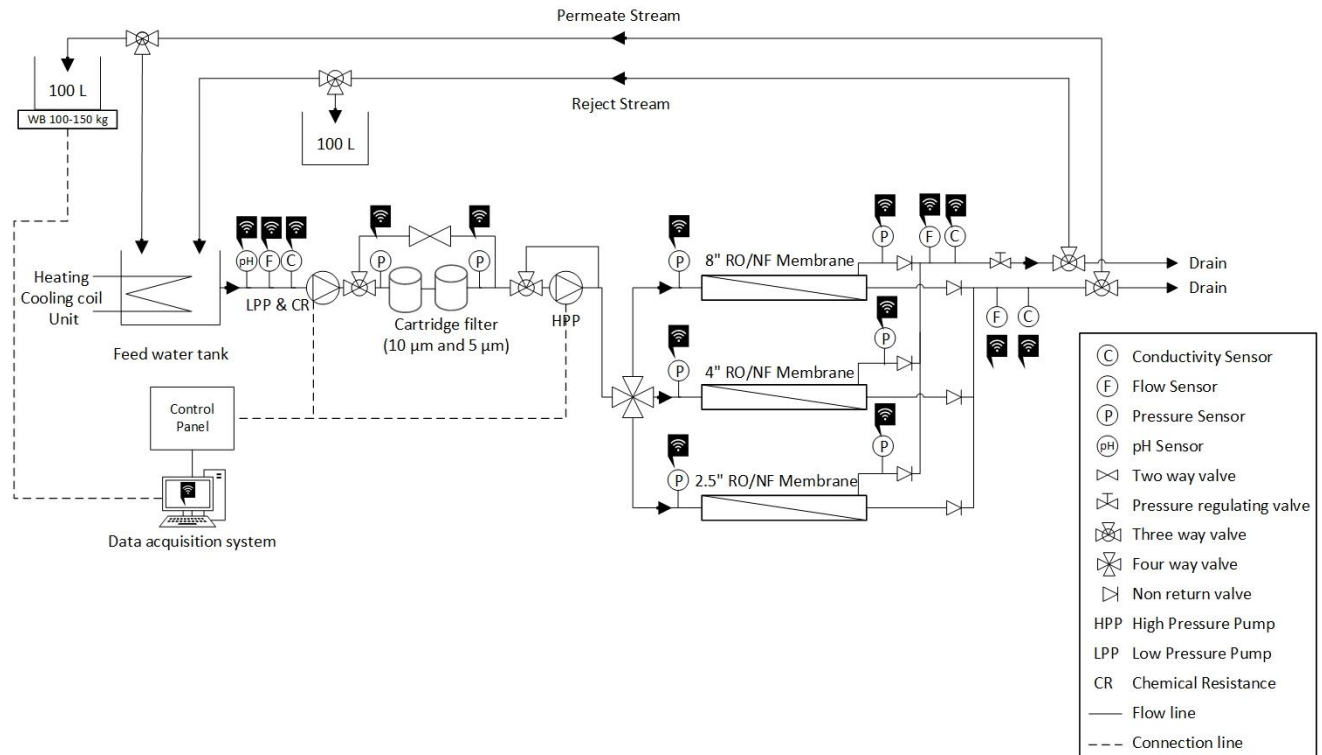 Permeate Stream
100 L
WB 100-150 kg
Reject Stream
100 L
Heating
Cooling coil
Unit
Feed water tank
pH
F
C
LPP & CR
P
P
Cartridge filter
(10 µm and 5 µm)
HPP
P
8" RO/NF Membrane
P
F
C
Drain
Drain
F
C
P
4" RO/NF Membrane
P
P
2.5" RO/NF Membrane
P
Control
Panel
Data acquisition system
C Conductivity Sensor
F Flow Sensor
P Pressure Sensor
pH pH Sensor
Two way valve
Pressure regulating valve
Three way valve
Four way valve
Non return valve
HPP High Pressure Pump
LPP Low Pressure Pump
CR Chemical Resistance
Flow line
Connection line